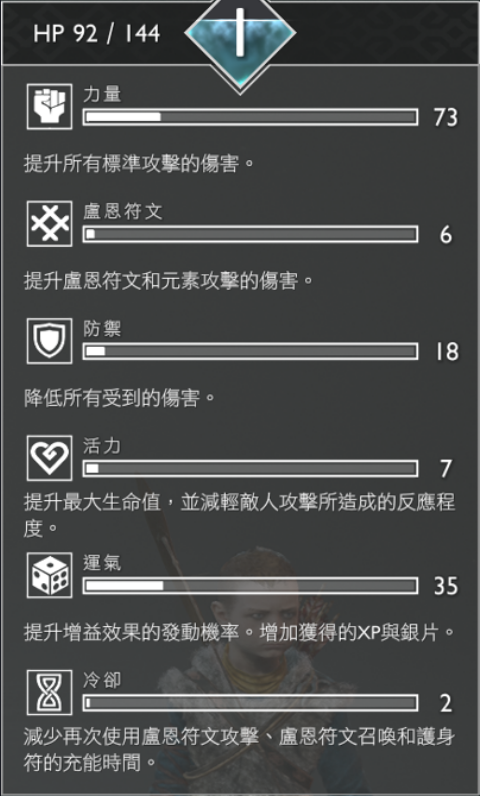 HP 92 / 144
1
力量
73
提升所有標準攻擊的傷害。
盧恩符文
6
提升盧恩符文和元素攻擊的傷害。
防禦
18
降低所有受到的傷害。
活力
7
提升最大生命值，並減輕敵人攻擊所造成的反應程
度。
運氣
35
提升增益效果的發動機率。增加獲得的XP與銀片。
冷卻
2
減少再次使用盧恩符文攻擊、盧恩符文召喚和護身
符的充能時間。